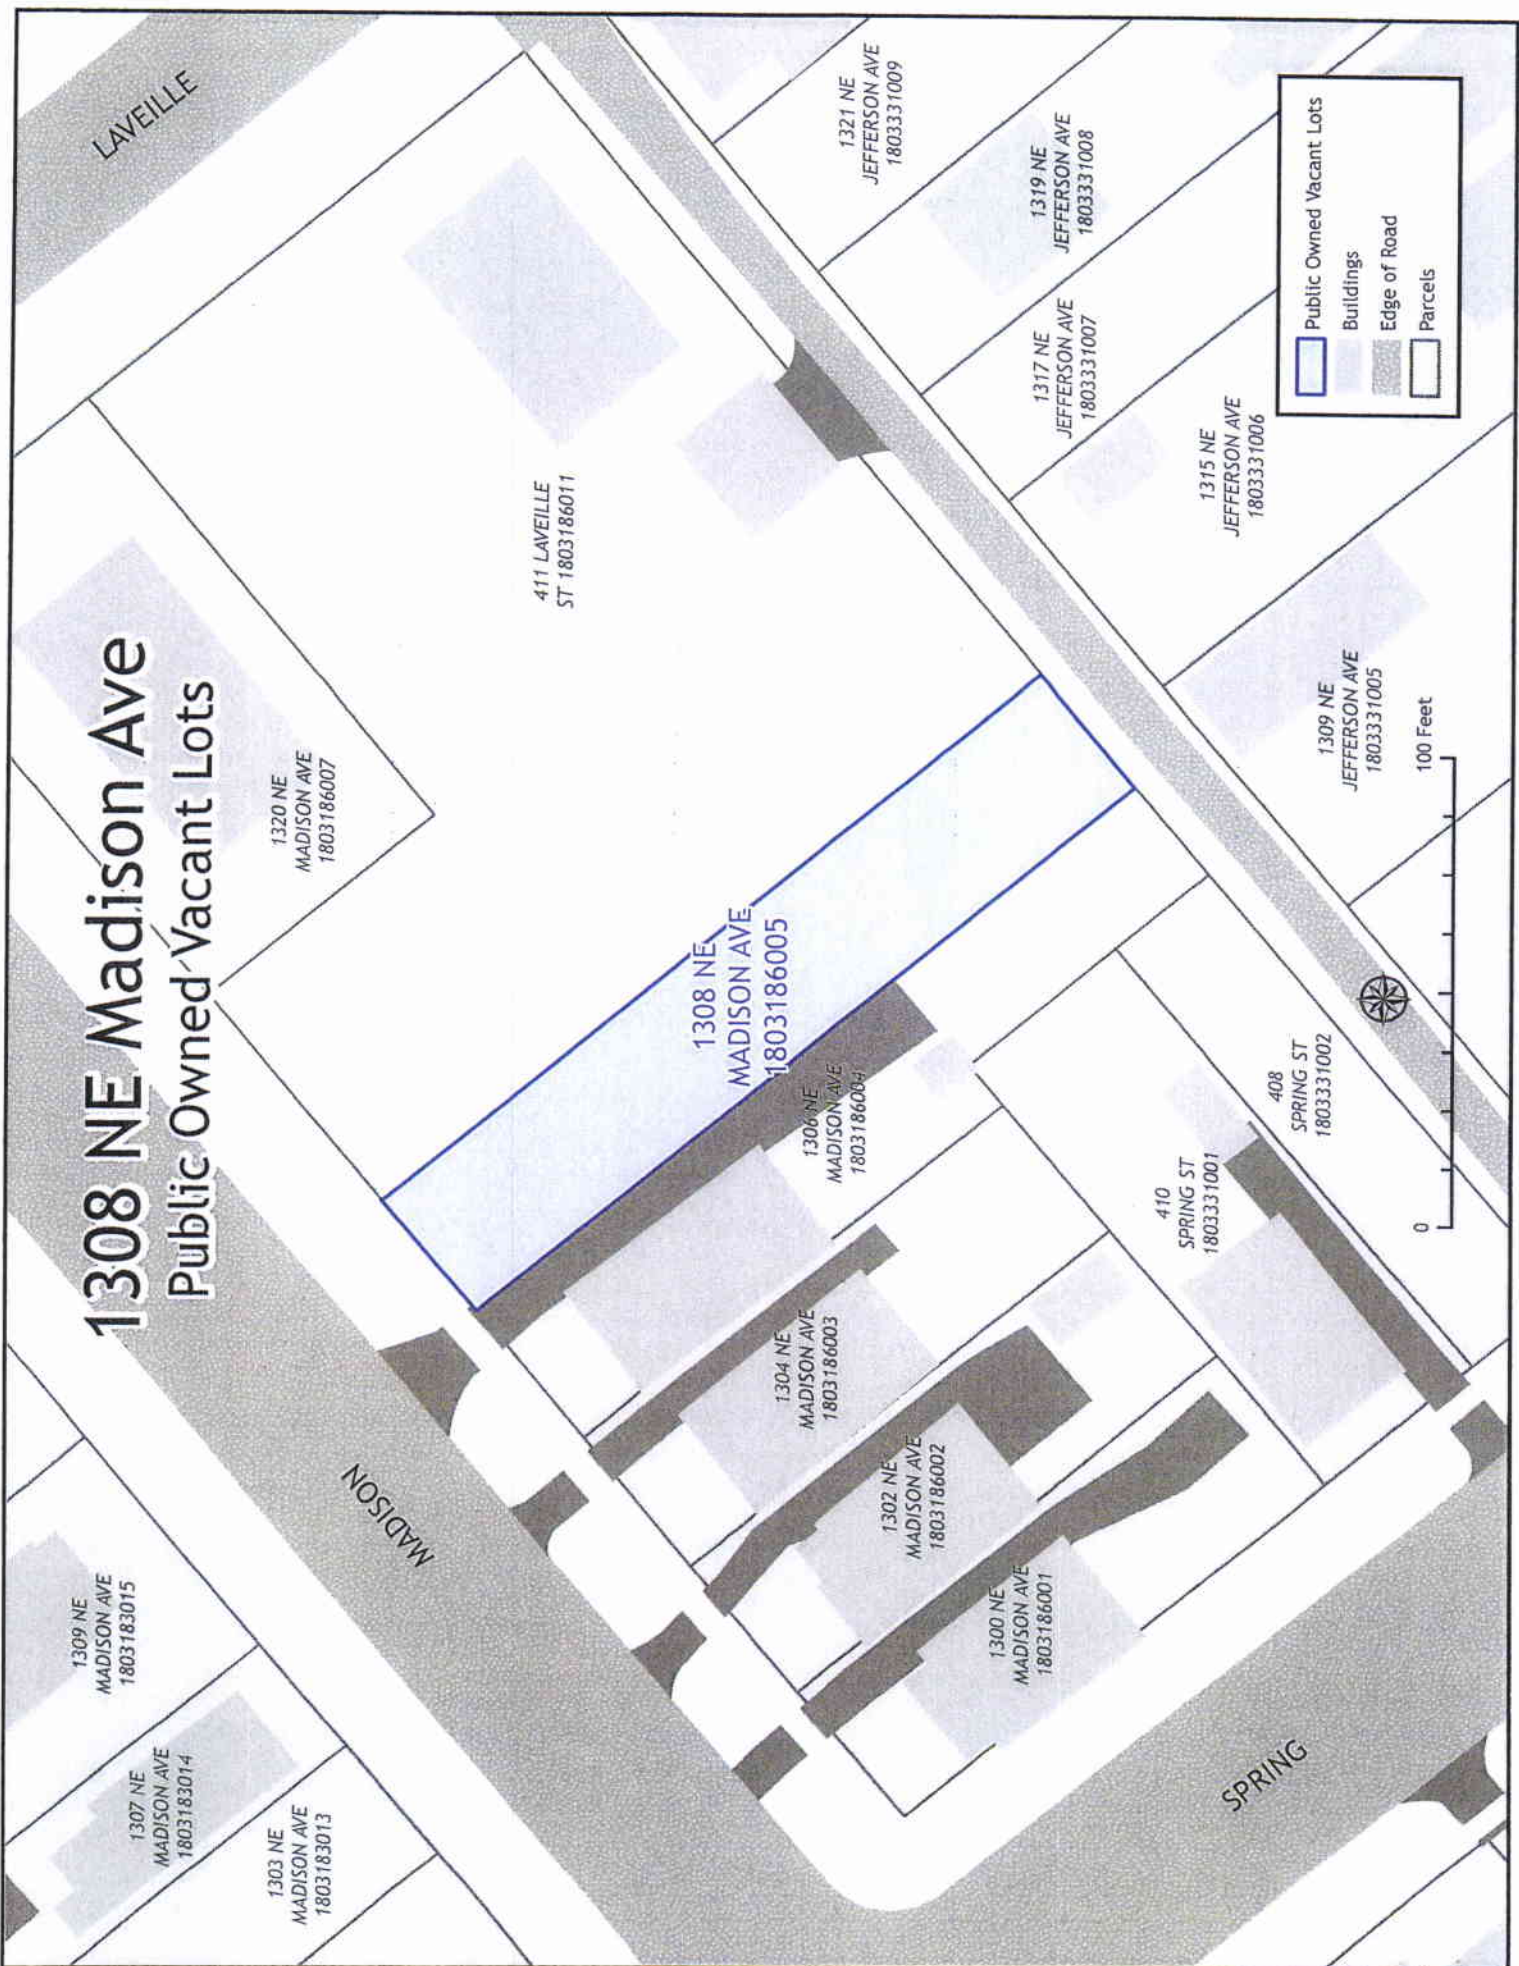 1308 NE Madison Ave
Public Owned Vacant Lots
LAVEILLE
MADISON
SPRING
1309 NE
MADISON AVE
1803183015
1307 NE
MADISON AVE
1803183014
1303 NE
MADISON AVE
1803183013
1320 NE
MADISON AVE
1803186007
411 LAVEILLE
ST 1803186011
1308 NE
MADISON AVE
1803186005
1306 NE
MADISON AVE
1803186004
1304 NE
MADISON AVE
1803186003
1302 NE
MADISON AVE
1803186002
1300 NE
MADISON AVE
1803186001
410
SPRING ST
1803331001
408
SPRING ST
1803331002
1321 NE
JEFFERSON AVE
1803331009
1319 NE
JEFFERSON AVE
1803331008
1317 NE
JEFFERSON AVE
1803331007
1315 NE
JEFFERSON AVE
1803331006
1309 NE
JEFFERSON AVE
1803331005
Public Owned Vacant Lots
Buildings
Edge of Road
Parcels
0
100 Feet